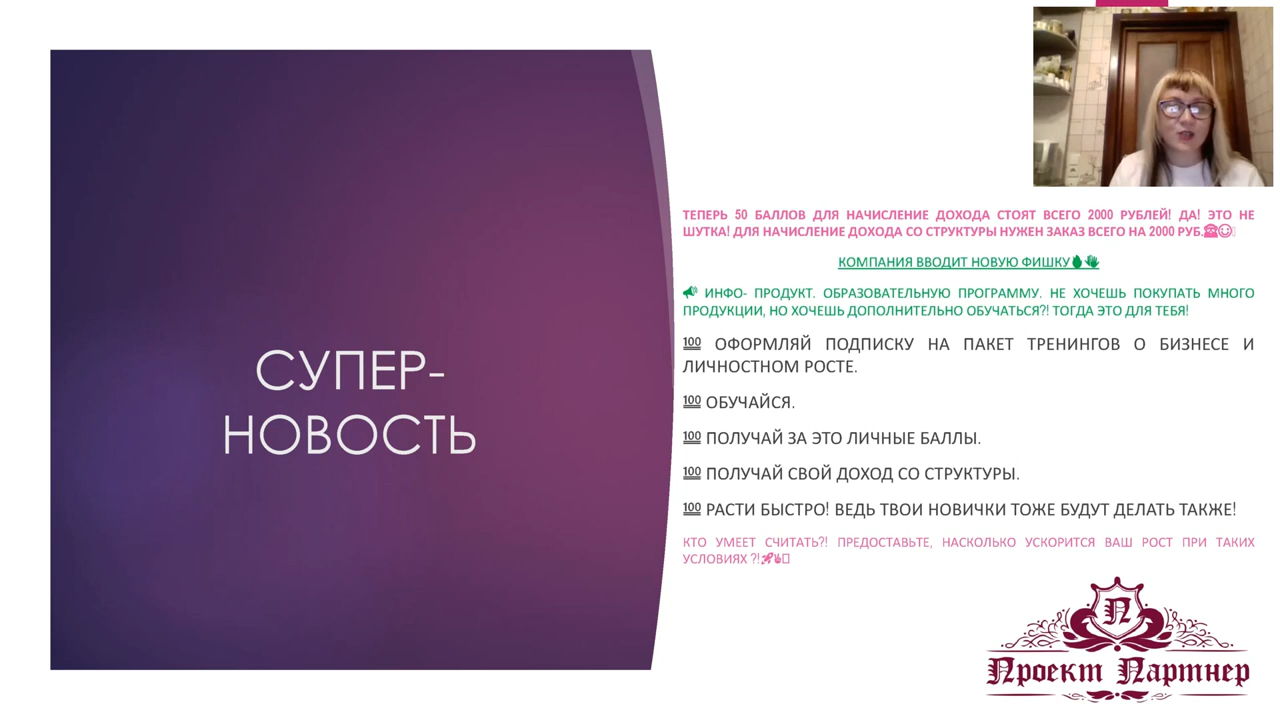 СУПЕР-
НОВОСТЬ
ТЕПЕРЬ 50 БАЛЛОВ ДЛЯ НАЧИСЛЕНИЕ ДОХОДА СТОЯТ ВСЕГО 2000 РУБЛЕЙ! ДА! ЭТО НЕ
ШУТКА! ДЛЯ НАЧИСЛЕНИЕ ДОХОДА СО СТРУКТУРЫ НУЖЕН ЗАКАЗ ВСЕГО НА 2000 РУБ.
КОМПАНИЯ ВВОДИТ НОВУЮ ФИШКУ
ИНФО- ПРОДУКТ. ОБРАЗОВАТЕЛЬНУЮ ПРОГРАММУ. НЕ ХОЧЕШЬ ПОКУПАТЬ МНОГО
ПРОДУКЦИИ, НО ХОЧЕШЬ ДОПОЛНИТЕЛЬНО ОБУЧАТЬСЯ?! ТОГДА ЭТО ДЛЯ ТЕБЯ!
💯 ОФОРМЛЯЙ ПОДПИСКУ НА ПАКЕТ ТРЕНИНГОВ О БИЗНЕСЕ И
ЛИЧНОСТНОМ РОСТЕ.
💯 ОБУЧАЙСЯ.
💯 ПОЛУЧАЙ ЗА ЭТО ЛИЧНЫЕ БАЛЛЫ.
💯 ПОЛУЧАЙ СВОЙ ДОХОД СО СТРУКТУРЫ.
💯 РАСТИ БЫСТРО! ВЕДЬ ТВОИ НОВИЧКИ ТОЖЕ БУДУТ ДЕЛАТЬ ТАКЖЕ!
КТО УМЕЕТ СЧИТАТЬ?! ПРЕДОСТАВЬТЕ, НАСКОЛЬКО УСКОРИТСЯ ВАШ РОСТ ПРИ ТАКИХ
УСЛОВИЯХ ?!
П
Проект Партнер